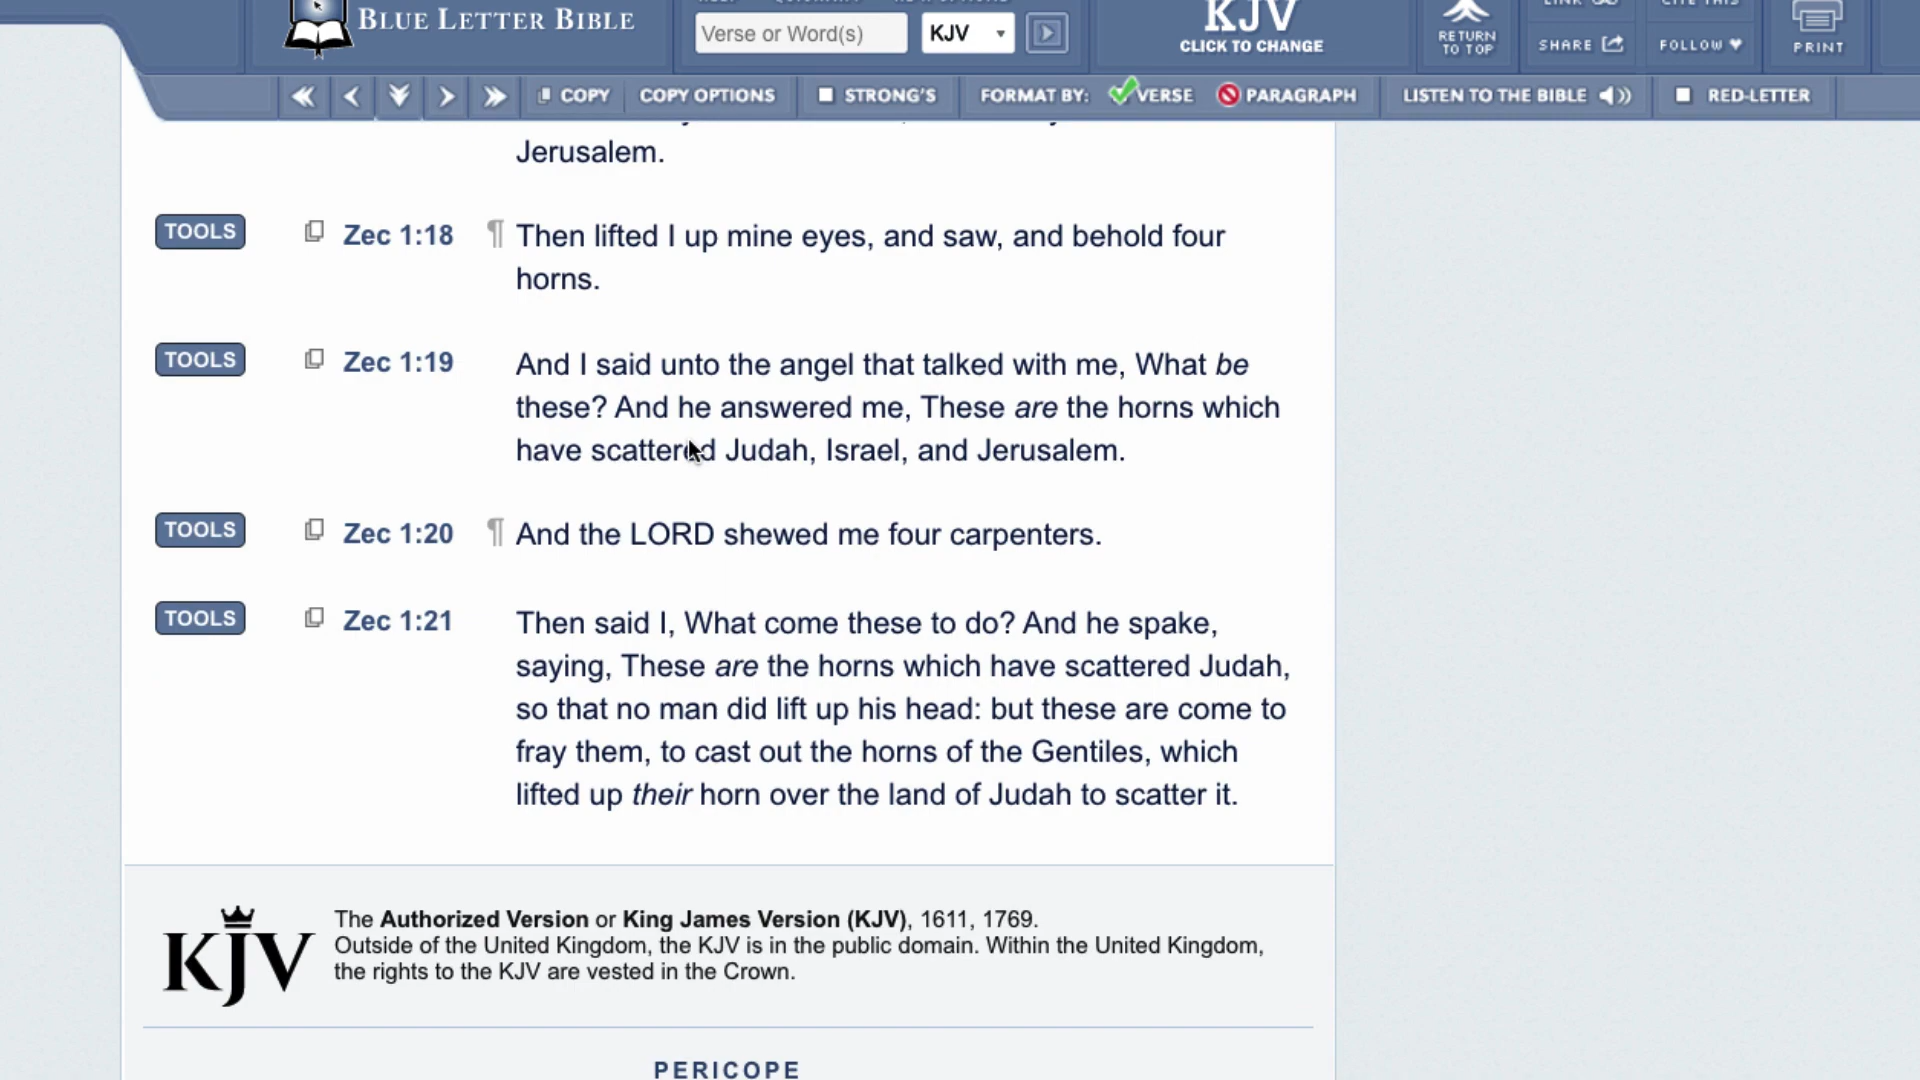 BLUE LETTER BIBLE
Verse or Word(s)
KJV
KJV
CLICK TO CHANGE
RETURN
TO TOP
LINK
SHARE
CITE THIS
FOLLOW
PRINT
COPY
COPY OPTIONS
STRONG'S
FORMAT BY:
VERSE
PARAGRAPH
LISTEN TO THE BIBLE
RED-LETTER
Jerusalem.
TOOLS Zec 1:18 ¶ Then lifted I up mine eyes, and saw, and behold four
horns.
TOOLS Zec 1:19 And I said unto the angel that talked with me, What be
these? And he answered me, These are the horns which
have scattered Judah, Israel, and Jerusalem.
TOOLS Zec 1:20 ¶ And the LORD shewed me four carpenters.
TOOLS Zec 1:21 Then said I, What come these to do? And he spake,
saying, These are the horns which have scattered Judah,
so that no man did lift up his head: but these are come to
fray them, to cast out the horns of the Gentiles, which
lifted up their horn over the land of Judah to scatter it.
KJV
The Authorized Version or King James Version (KJV), 1611, 1769.
Outside of the United Kingdom, the KJV is in the public domain. Within the United Kingdom,
the rights to the KJV are vested in the Crown.
PERICOPE